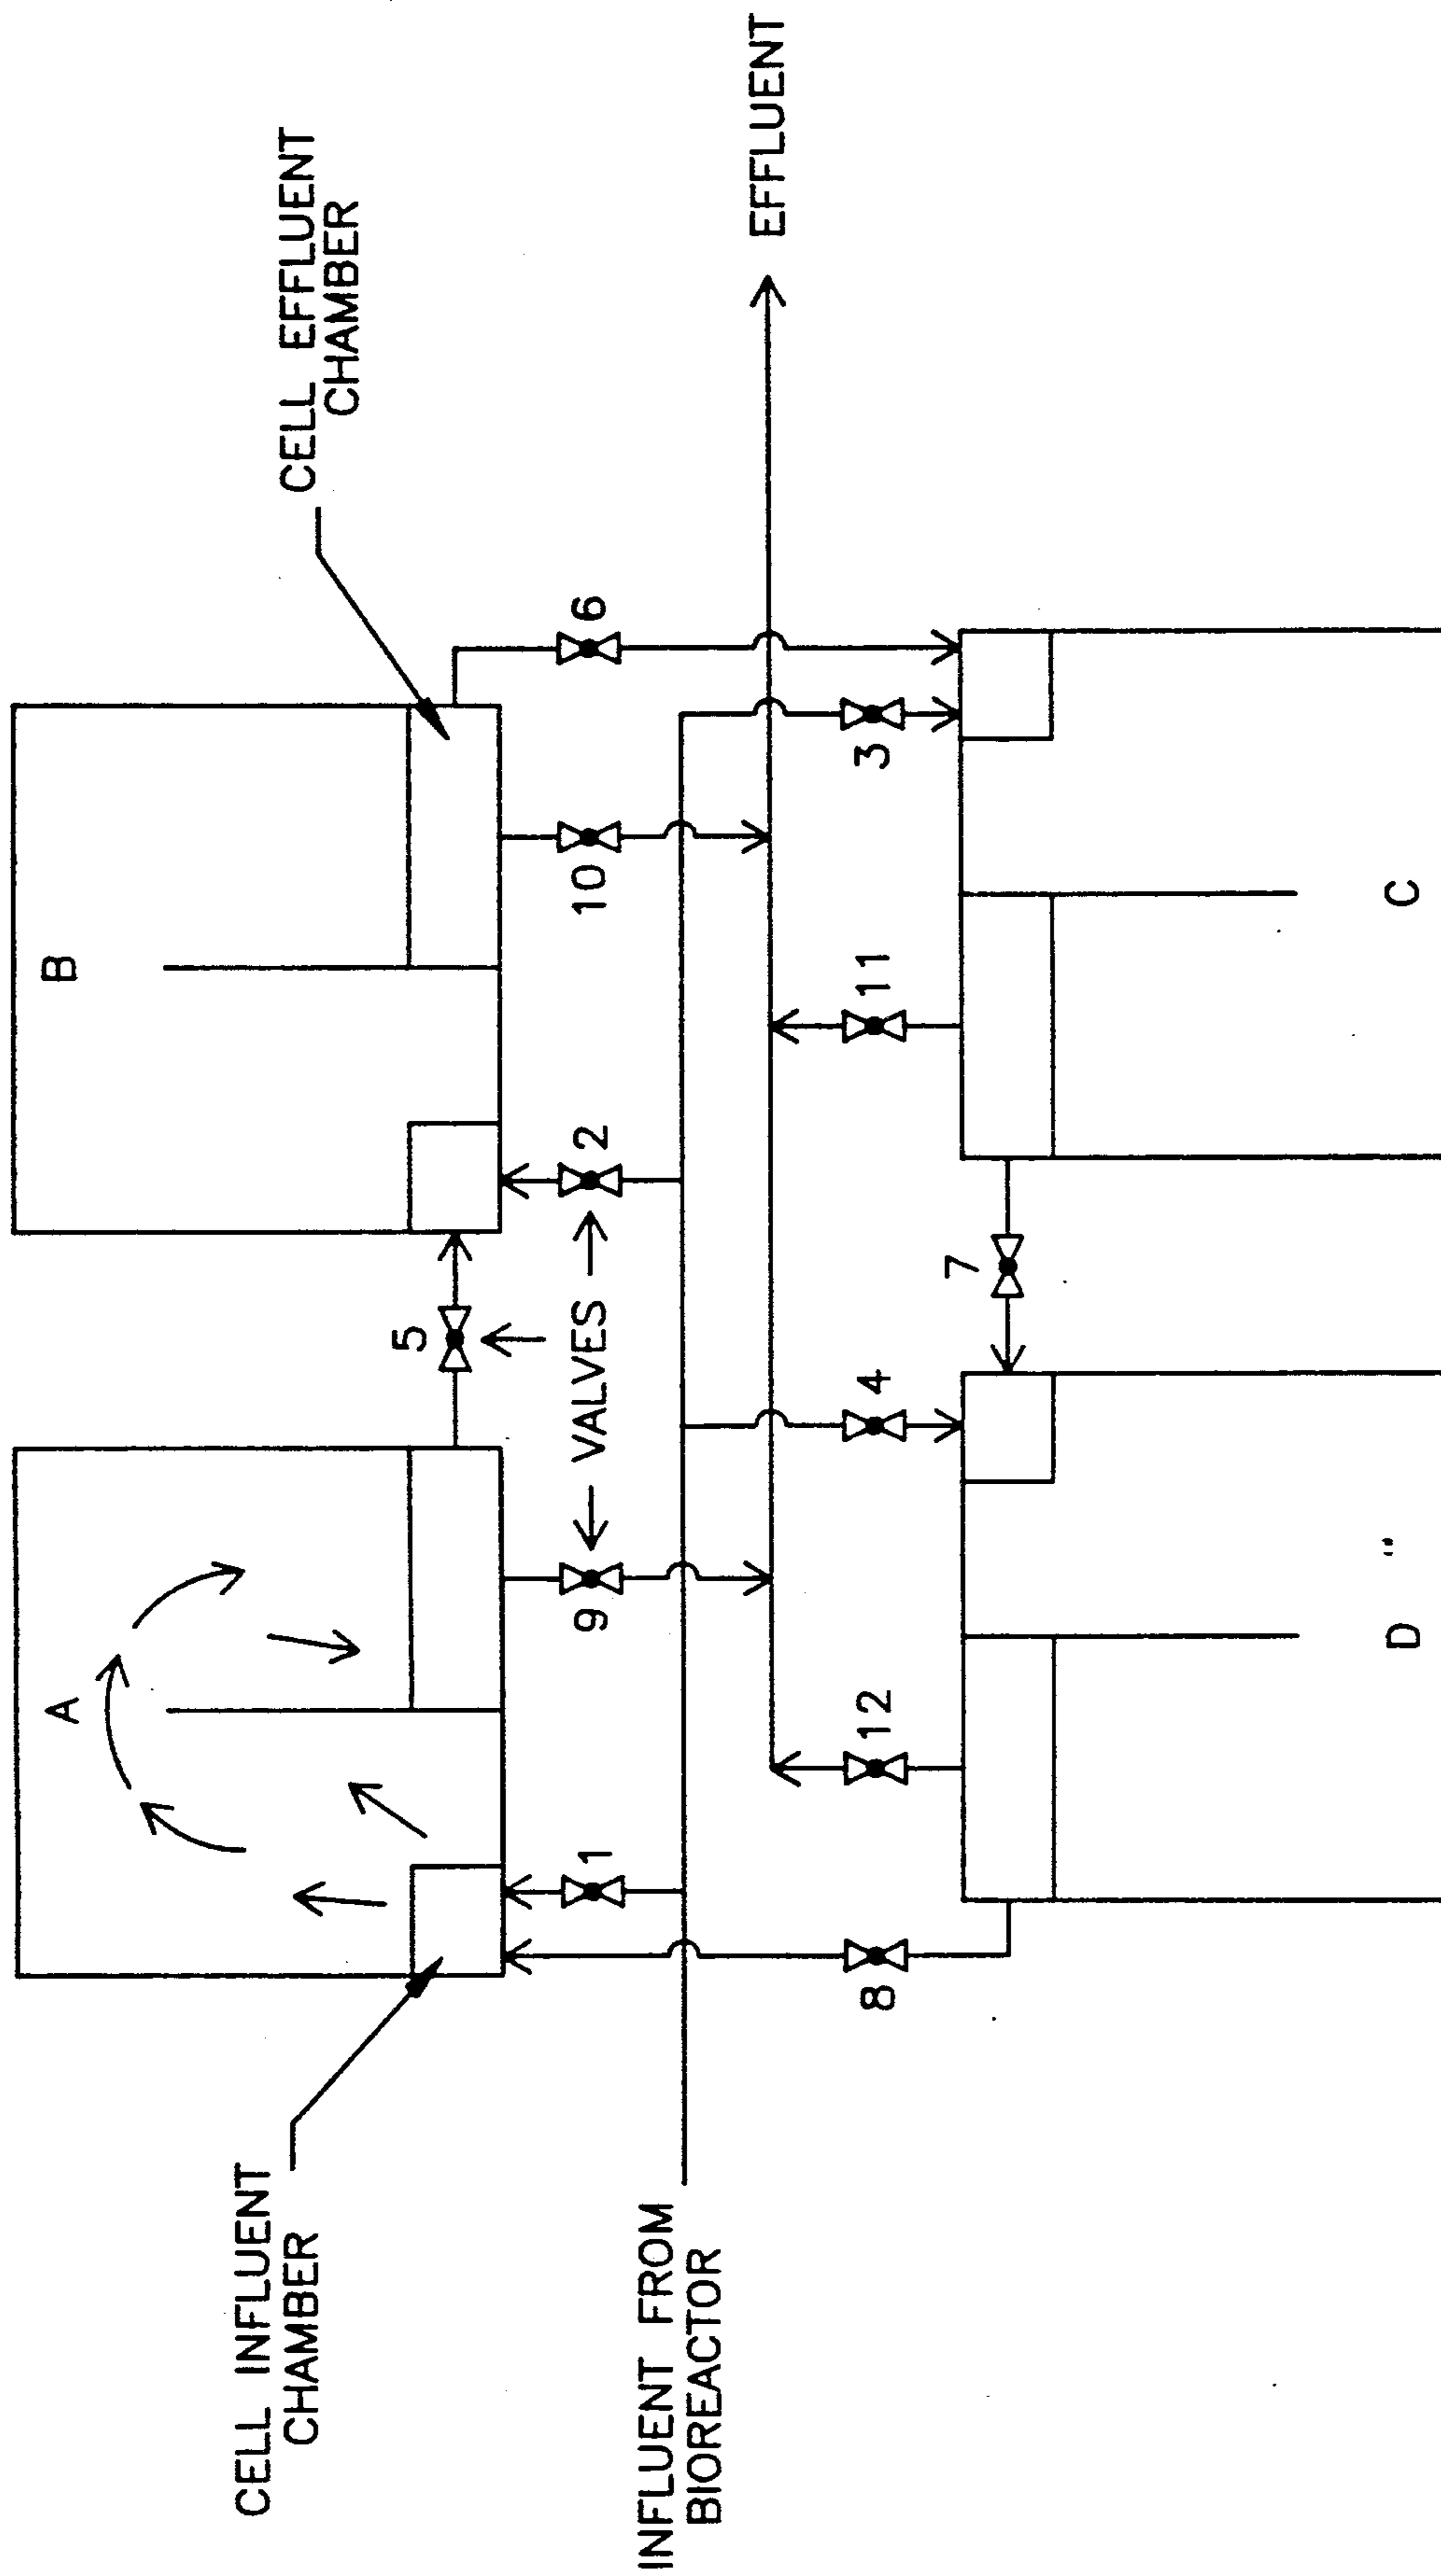 A
B
CELL EFFLUENT
CHAMBER
CELL INFLUENT
CHAMBER
5
← VALVES →
1
9
2
10
6
INFLUENT FROM
BIOREACTOR
EFFLUENT
8
12
4
11
3
7
D
C